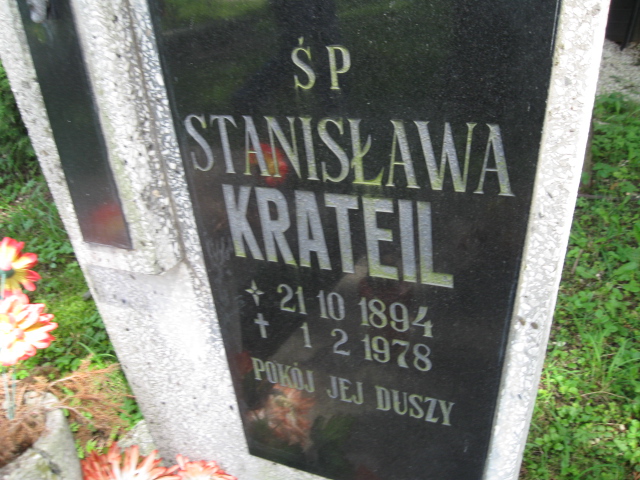 ŚP
STANISŁAWA
KRATEIL
✧ 21 10 1894
† 1 2 1978
POKÓJ JEJ DUSZY